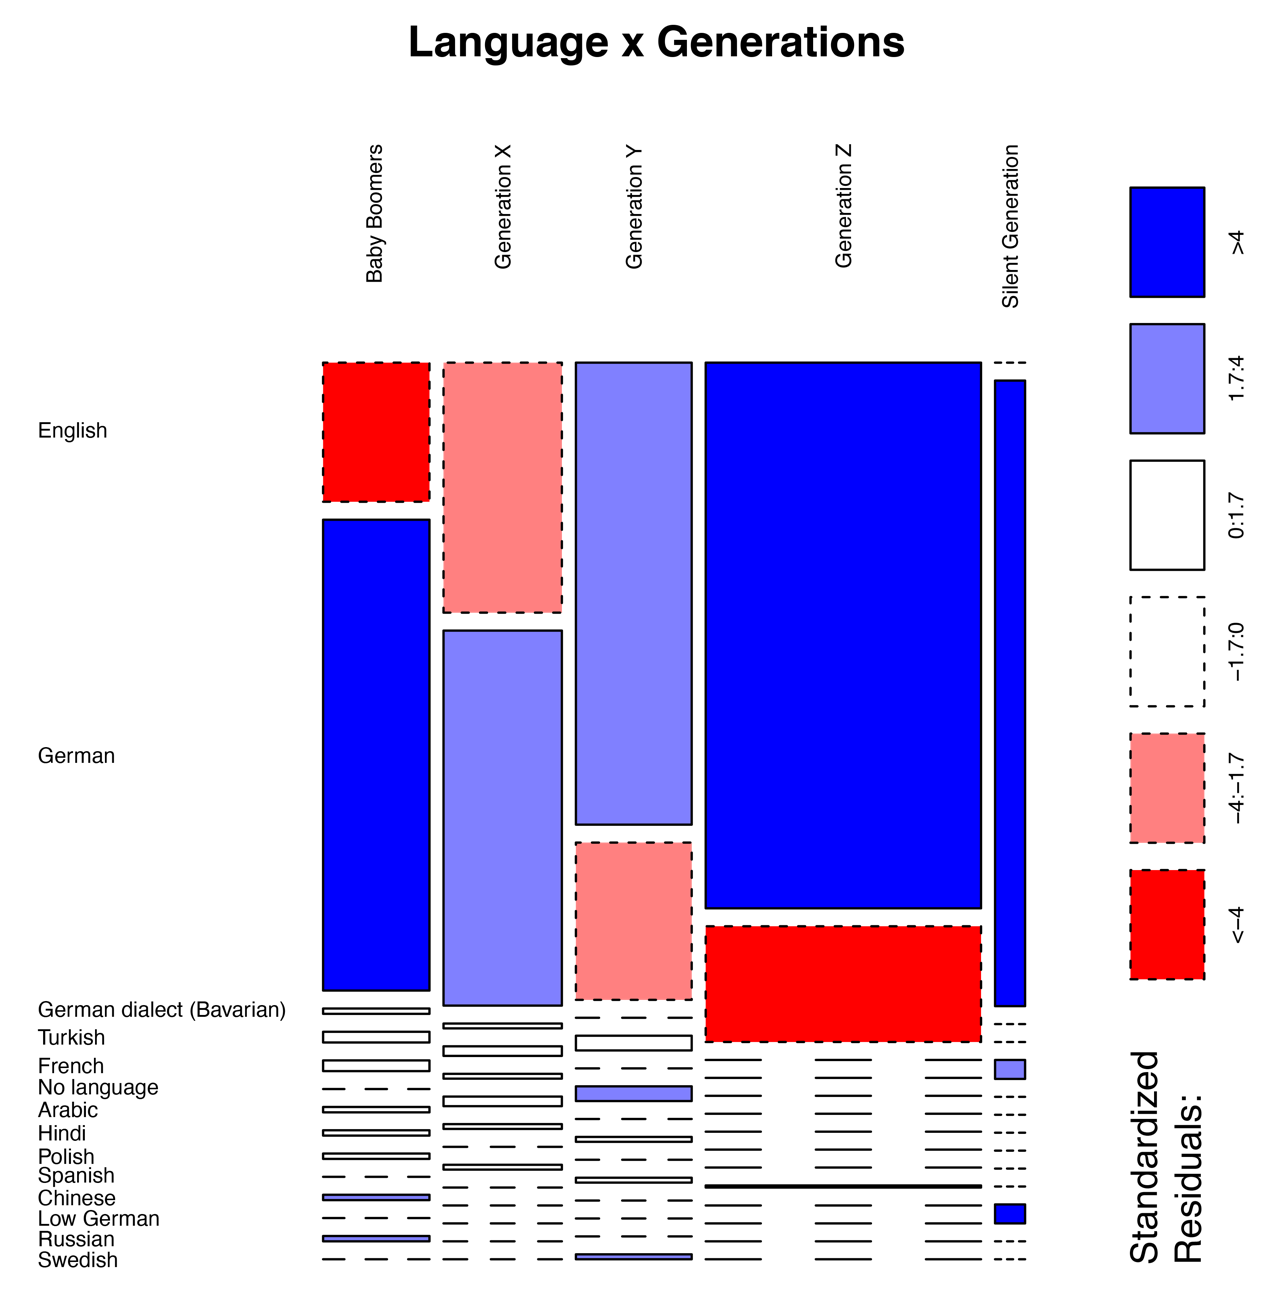 Language x Generations
Baby Boomers
Generation X
Generation Y
Generation Z
Silent Generation
English
German
German dialect (Bavarian)
Turkish
French
No language
Arabic
Hindi
Polish
Spanish
Chinese
Low German
Russian
Swedish
Standardized
Residuals:
<−4
−4:−1.7
−1.7:0
0:1.7
1.7:4
>4